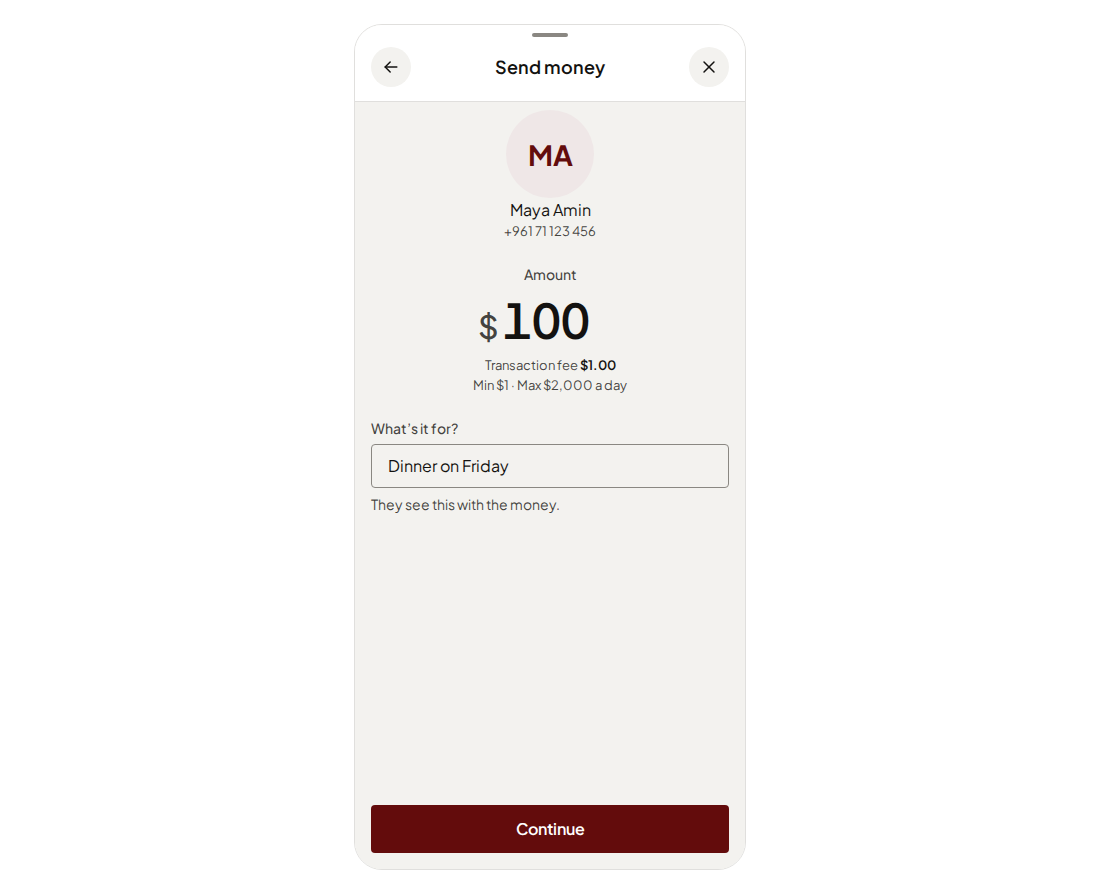 Send money
MA
Maya Amin
+961 71 123 456
Amount
$100
Transaction fee $1.00
Min $1 · Max $2,000 a day
What’s it for?
Dinner on Friday
They see this with the money.
Continue